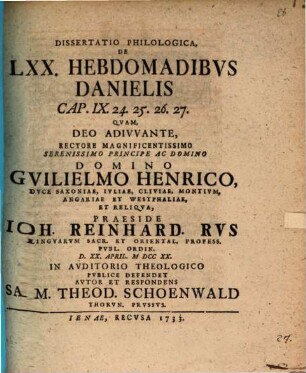 DISSERTATIO PHILOLOGICA,
DE
LXX. HEBDOMADIBVS
DANIELIS
CAP. IX. 24. 25. 26. 27.
QVAM,
DEO ADIVVANTE,
RECTORE MAGNIFICENTISSIMO
SERENISSIMO PRINCIPE AC DOMINO
DOMINO
GVILIELMO HENRICO,
DVCE SAXONIAE, IVLIAE, CLIVIAE, MONTIVM,
ANGARIAE ET WESTPHALIAE,
ET RELIQVA,
PRAESIDE
IOH. REINHARD. RVS
LINGVARVM SACR. ET ORIENTAL. PROFESS.
PVBL. ORDIN.
D. XX. APRIL. M DCC XX.
IN AVDITORIO THEOLOGICO
PVBLICE DEFENDET
AVTOR ET RESPONDENS
SAM. THEOD. SCHOENWALD
THORVN. PRVSSVS.
IENAE, RECVSA 1733.
27.